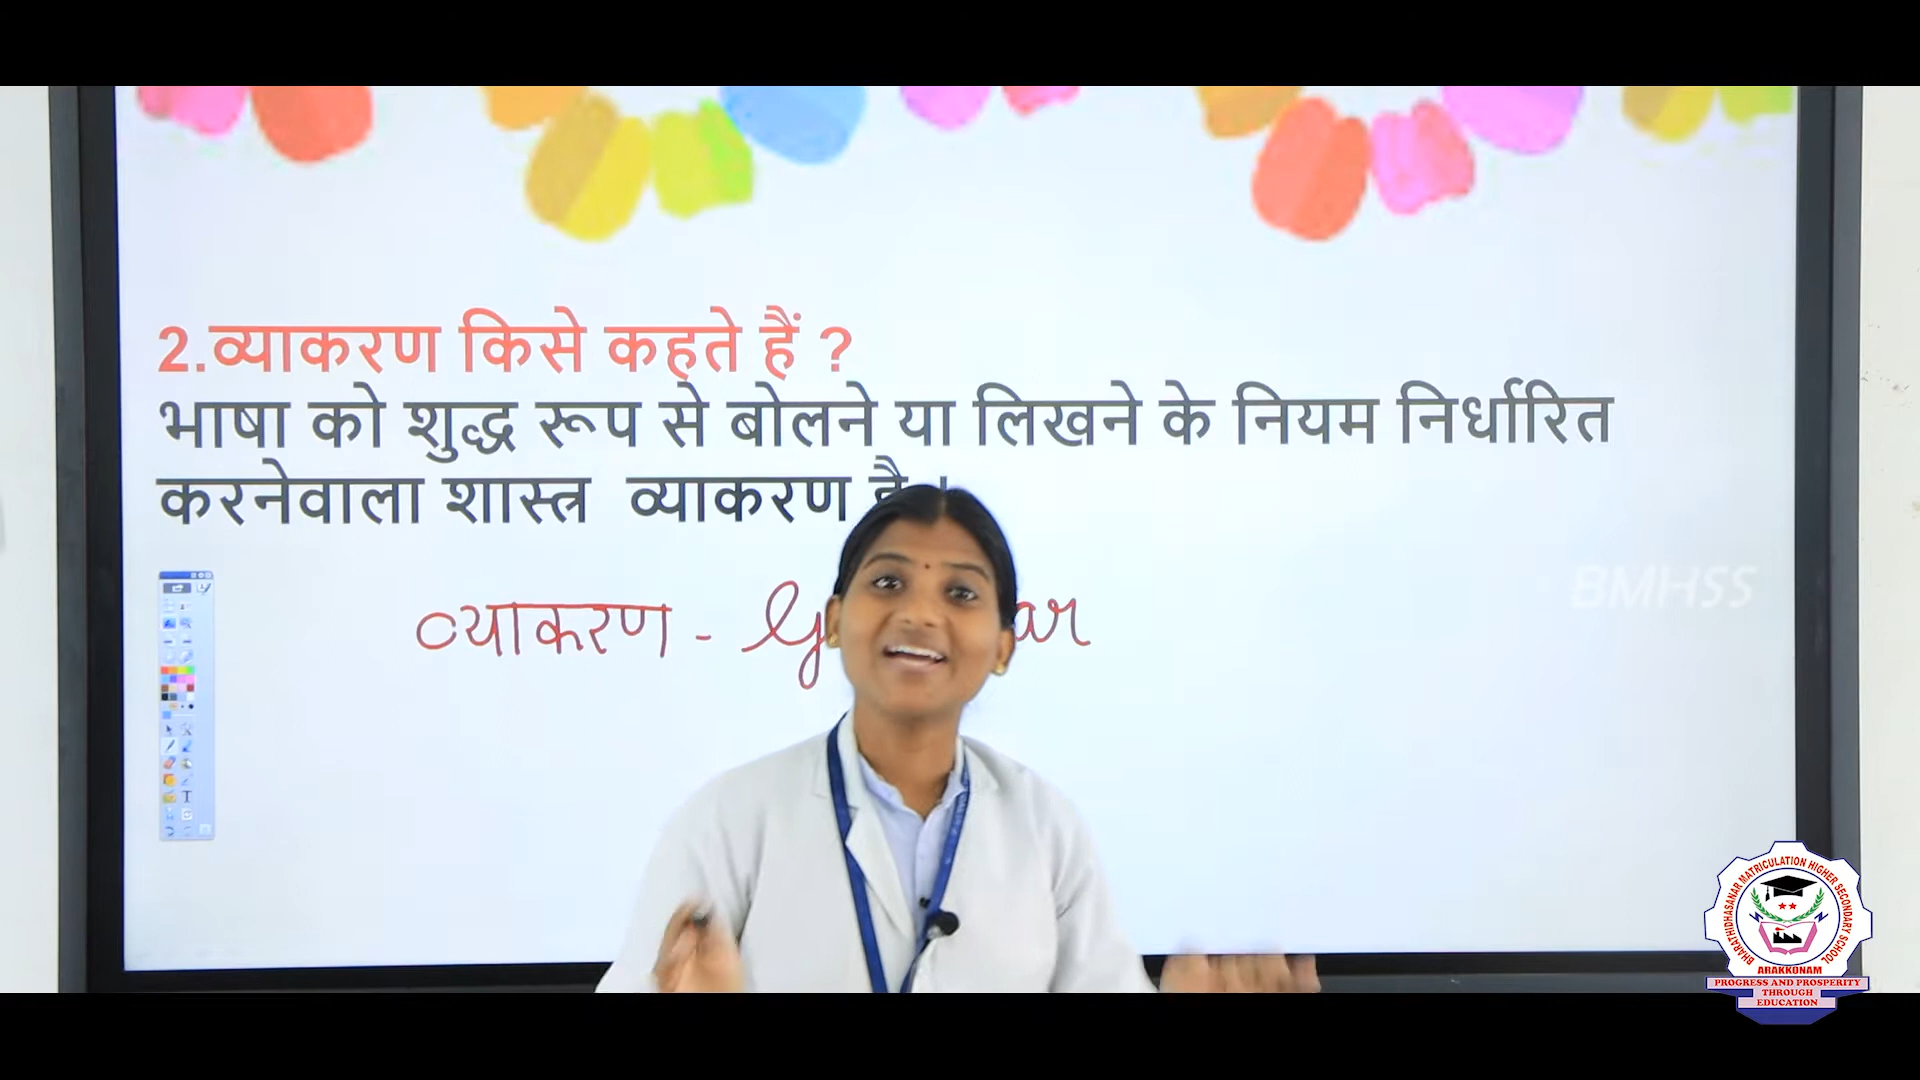 2.व्याकरण किसे कहते हैं ?
भाषा को शुद्ध रूप से बोलने या लिखने के नियम निर्धारित
करनेवाला शास्त्र व्याकरण है ।
व्याकरण -
BMHSS
BHARATHIDHASANAR MATRICULATION HIGHER SECONDARY SCHOOL
ARAKKONAM
PROGRESS AND PROSPERITY
THROUGH
EDUCATION